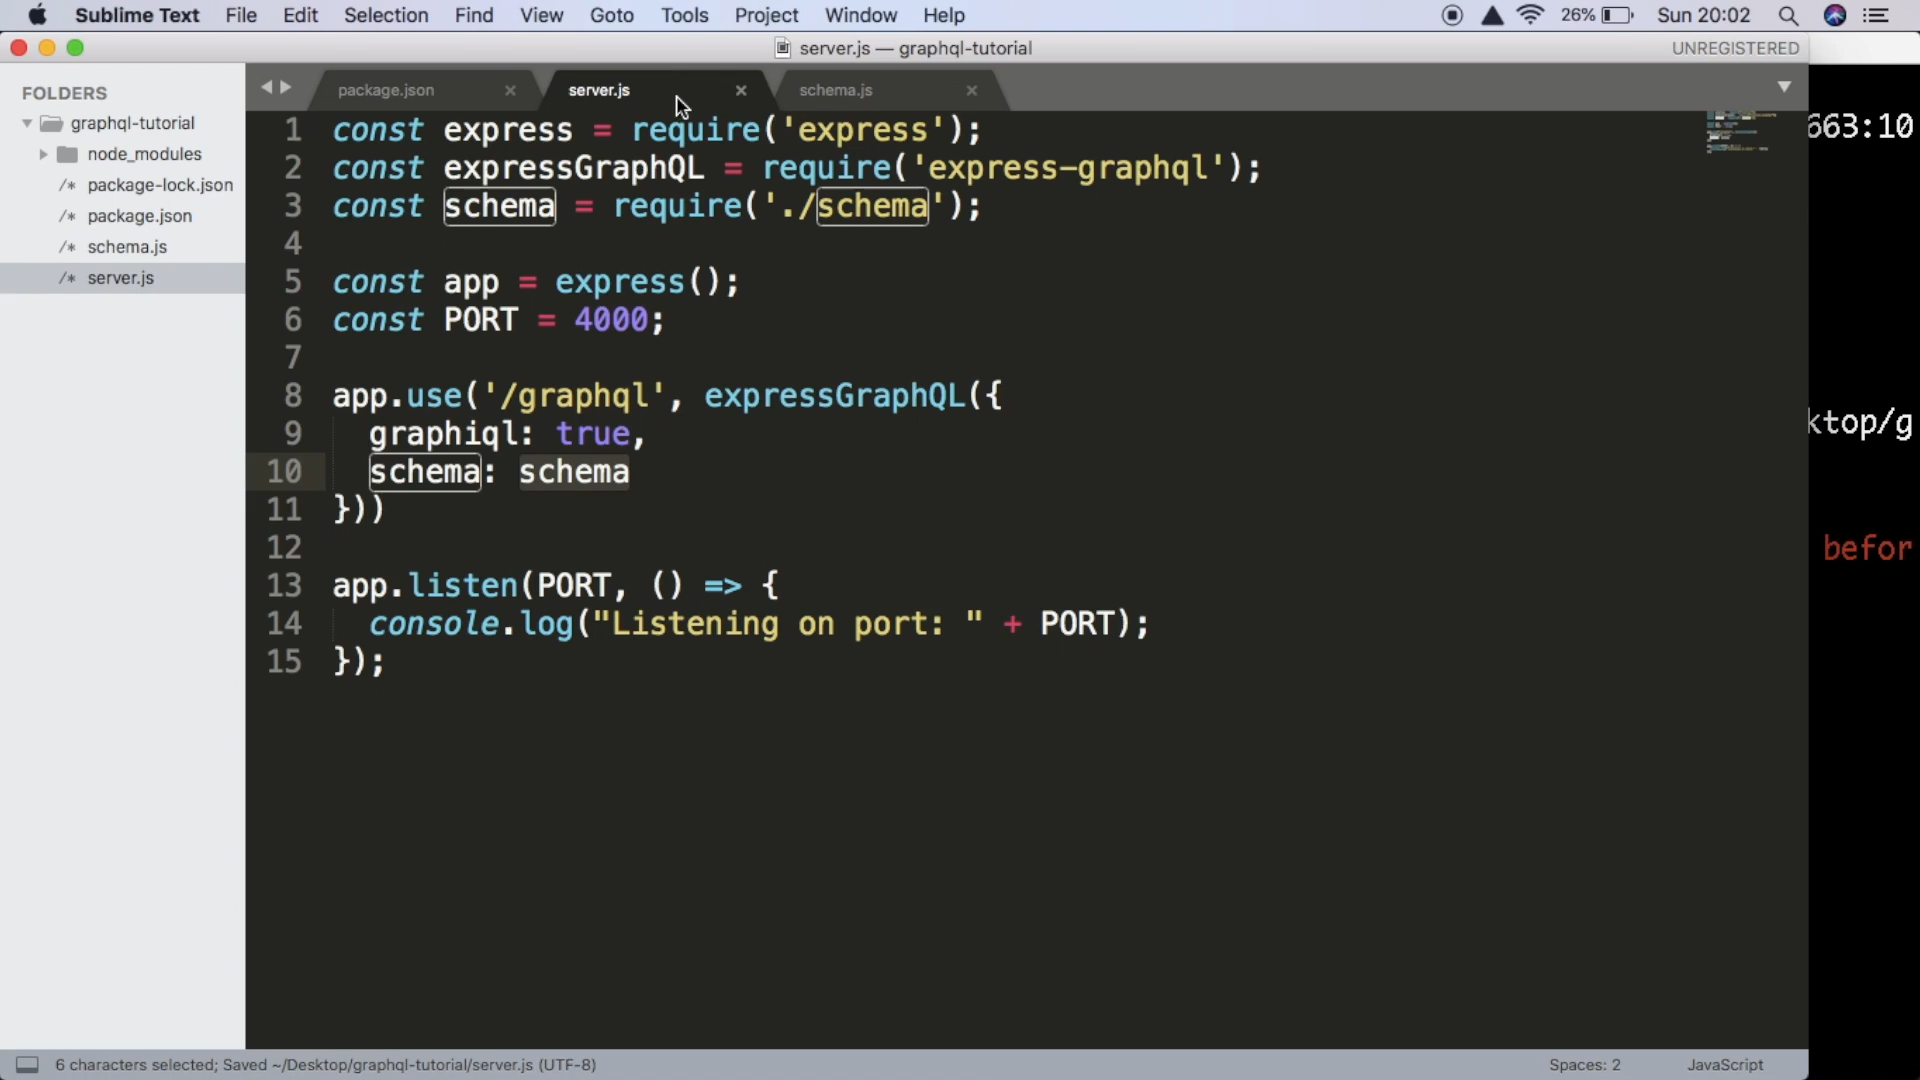 Sublime Text File Edit Selection Find View Goto Tools Project Window Help 26% Sun 20:02
server.js — graphql-tutorial UNREGISTERED
FOLDERS
graphql-tutorial
node_modules
/* package-lock.json
/* package.json
/* schema.js
/* server.js
package.json × server.js × schema.js ×
1 const express = require('express');
2 const expressGraphQL = require('express-graphql');
3 const schema = require('./schema');
4
5 const app = express();
6 const PORT = 4000;
7
8 app.use('/graphql', expressGraphQL({
9 graphiql: true,
10 schema: schema
11 }))
12
13 app.listen(PORT, () => {
14 console.log("Listening on port: " + PORT);
15 });
663:10
ktop/g
befor
6 characters selected; Saved ~/Desktop/graphql-tutorial/server.js (UTF-8) Spaces: 2 JavaScript